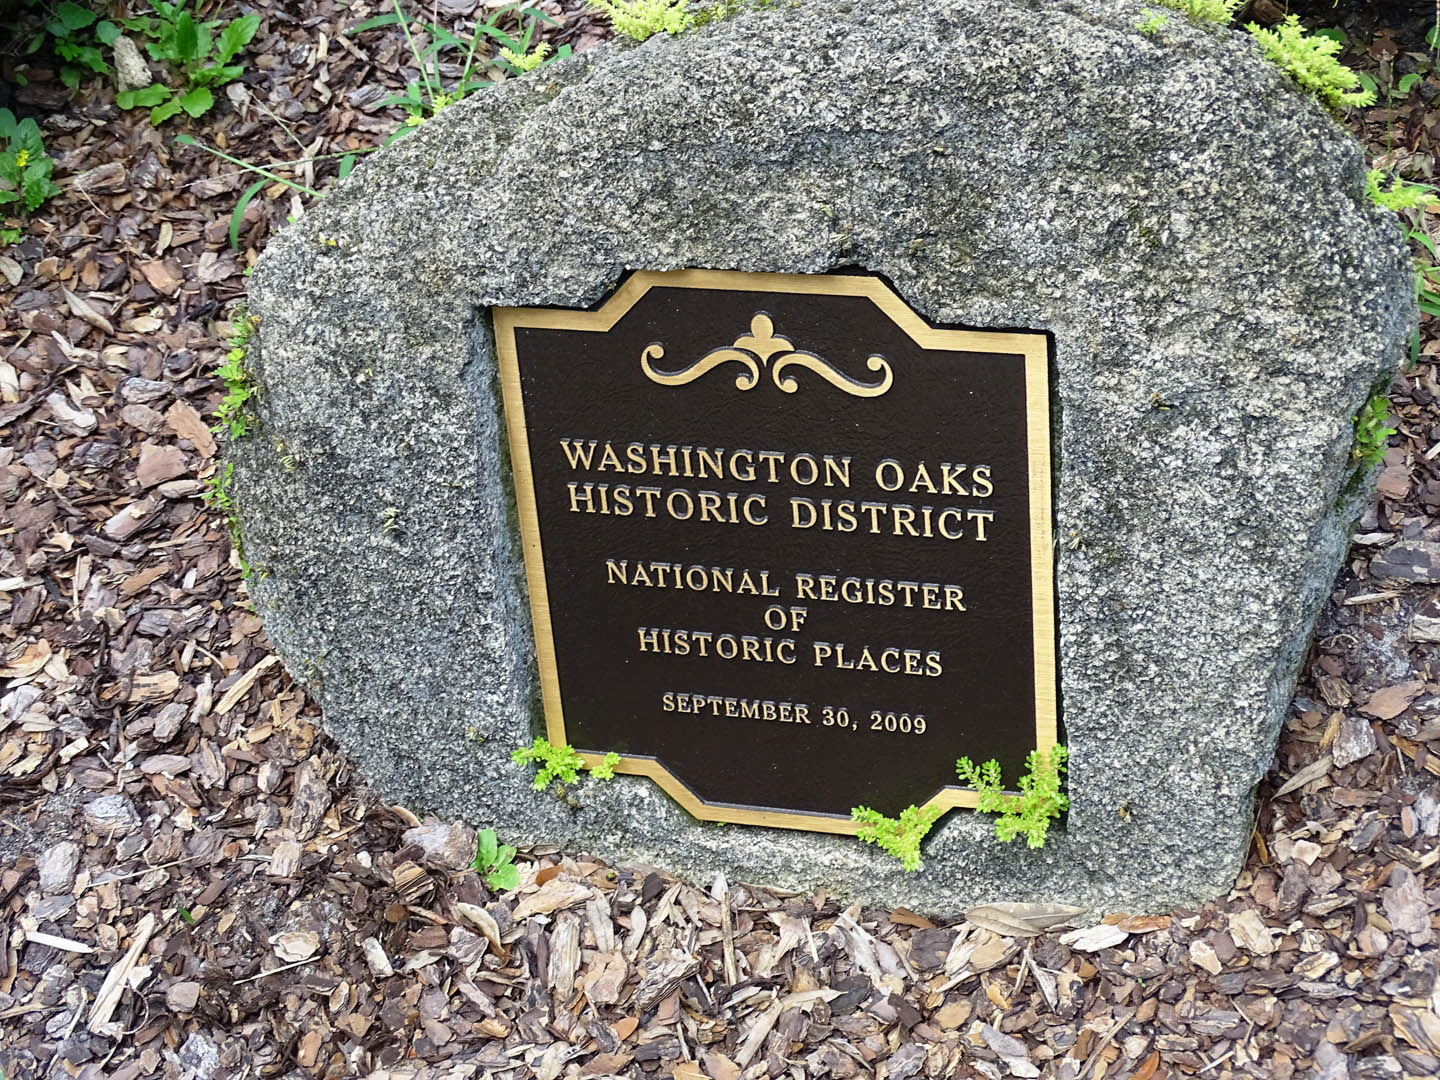 WASHINGTON OAKS
HISTORIC DISTRICT
NATIONAL REGISTER
OF
HISTORIC PLACES
SEPTEMBER 30, 2009